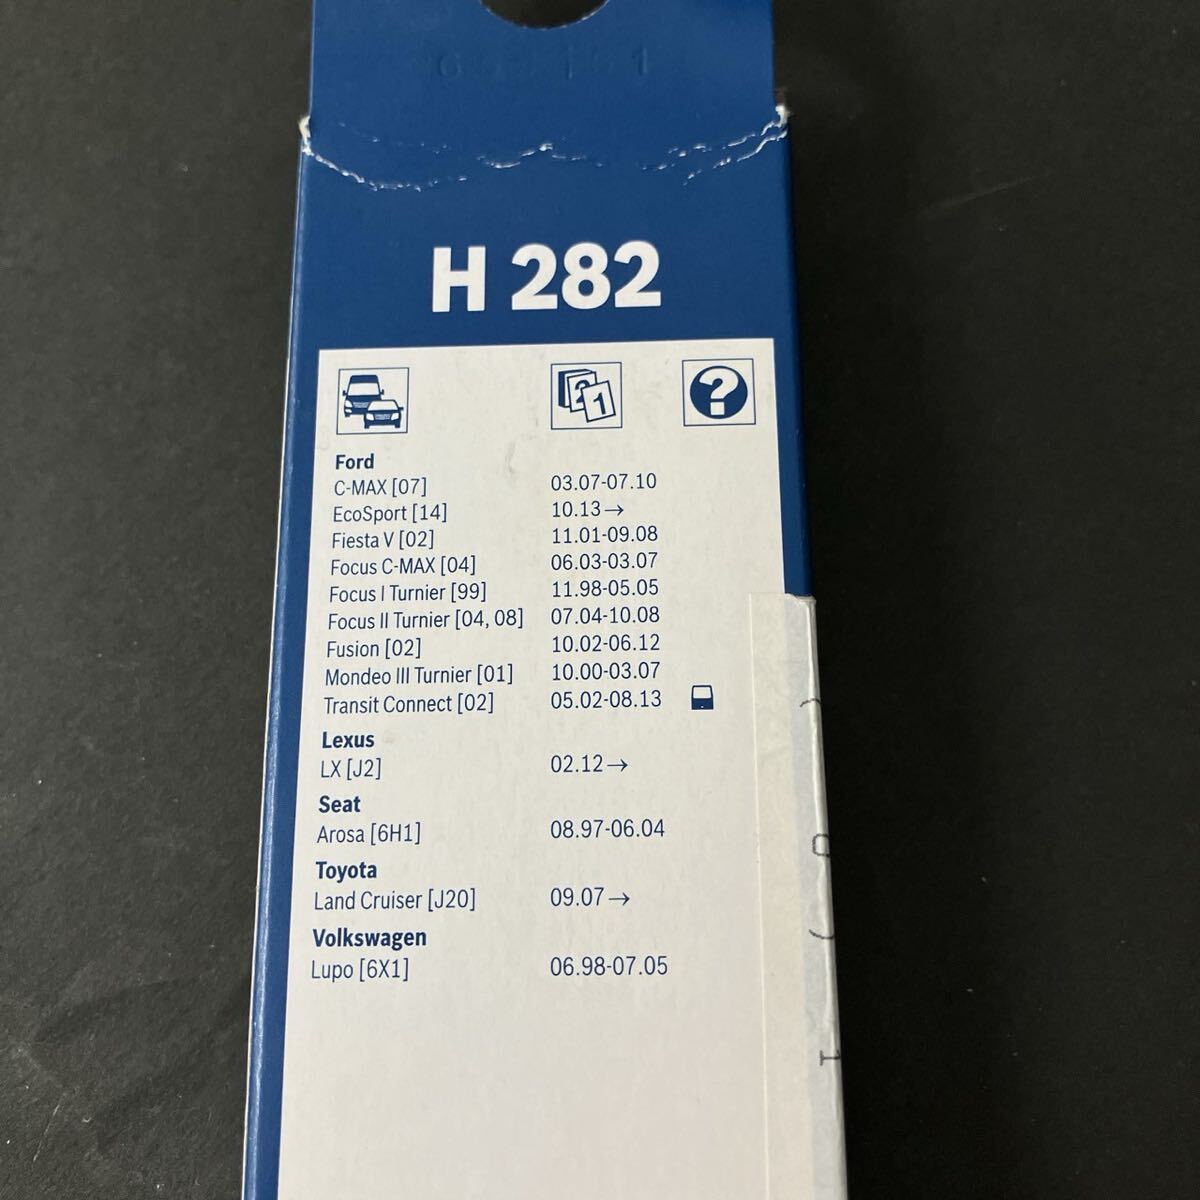 H 282
2 1 ?
Ford
C-MAX [07] 03.07-07.10
EcoSport [14] 10.13→
Fiesta V [02] 11.01-09.08
Focus C-MAX [04] 06.03-03.07
Focus I Turnier [99] 11.98-05.05
Focus II Turnier [04, 08] 07.04-10.08
Fusion [02] 10.02-06.12
Mondeo III Turnier [01] 10.00-03.07
Transit Connect [02] 05.02-08.13
Lexus
LX [J2] 02.12→
Seat
Arosa [6H1] 08.97-06.04
Toyota
Land Cruiser [J20] 09.07→
Volkswagen
Lupo [6X1] 06.98-07.05